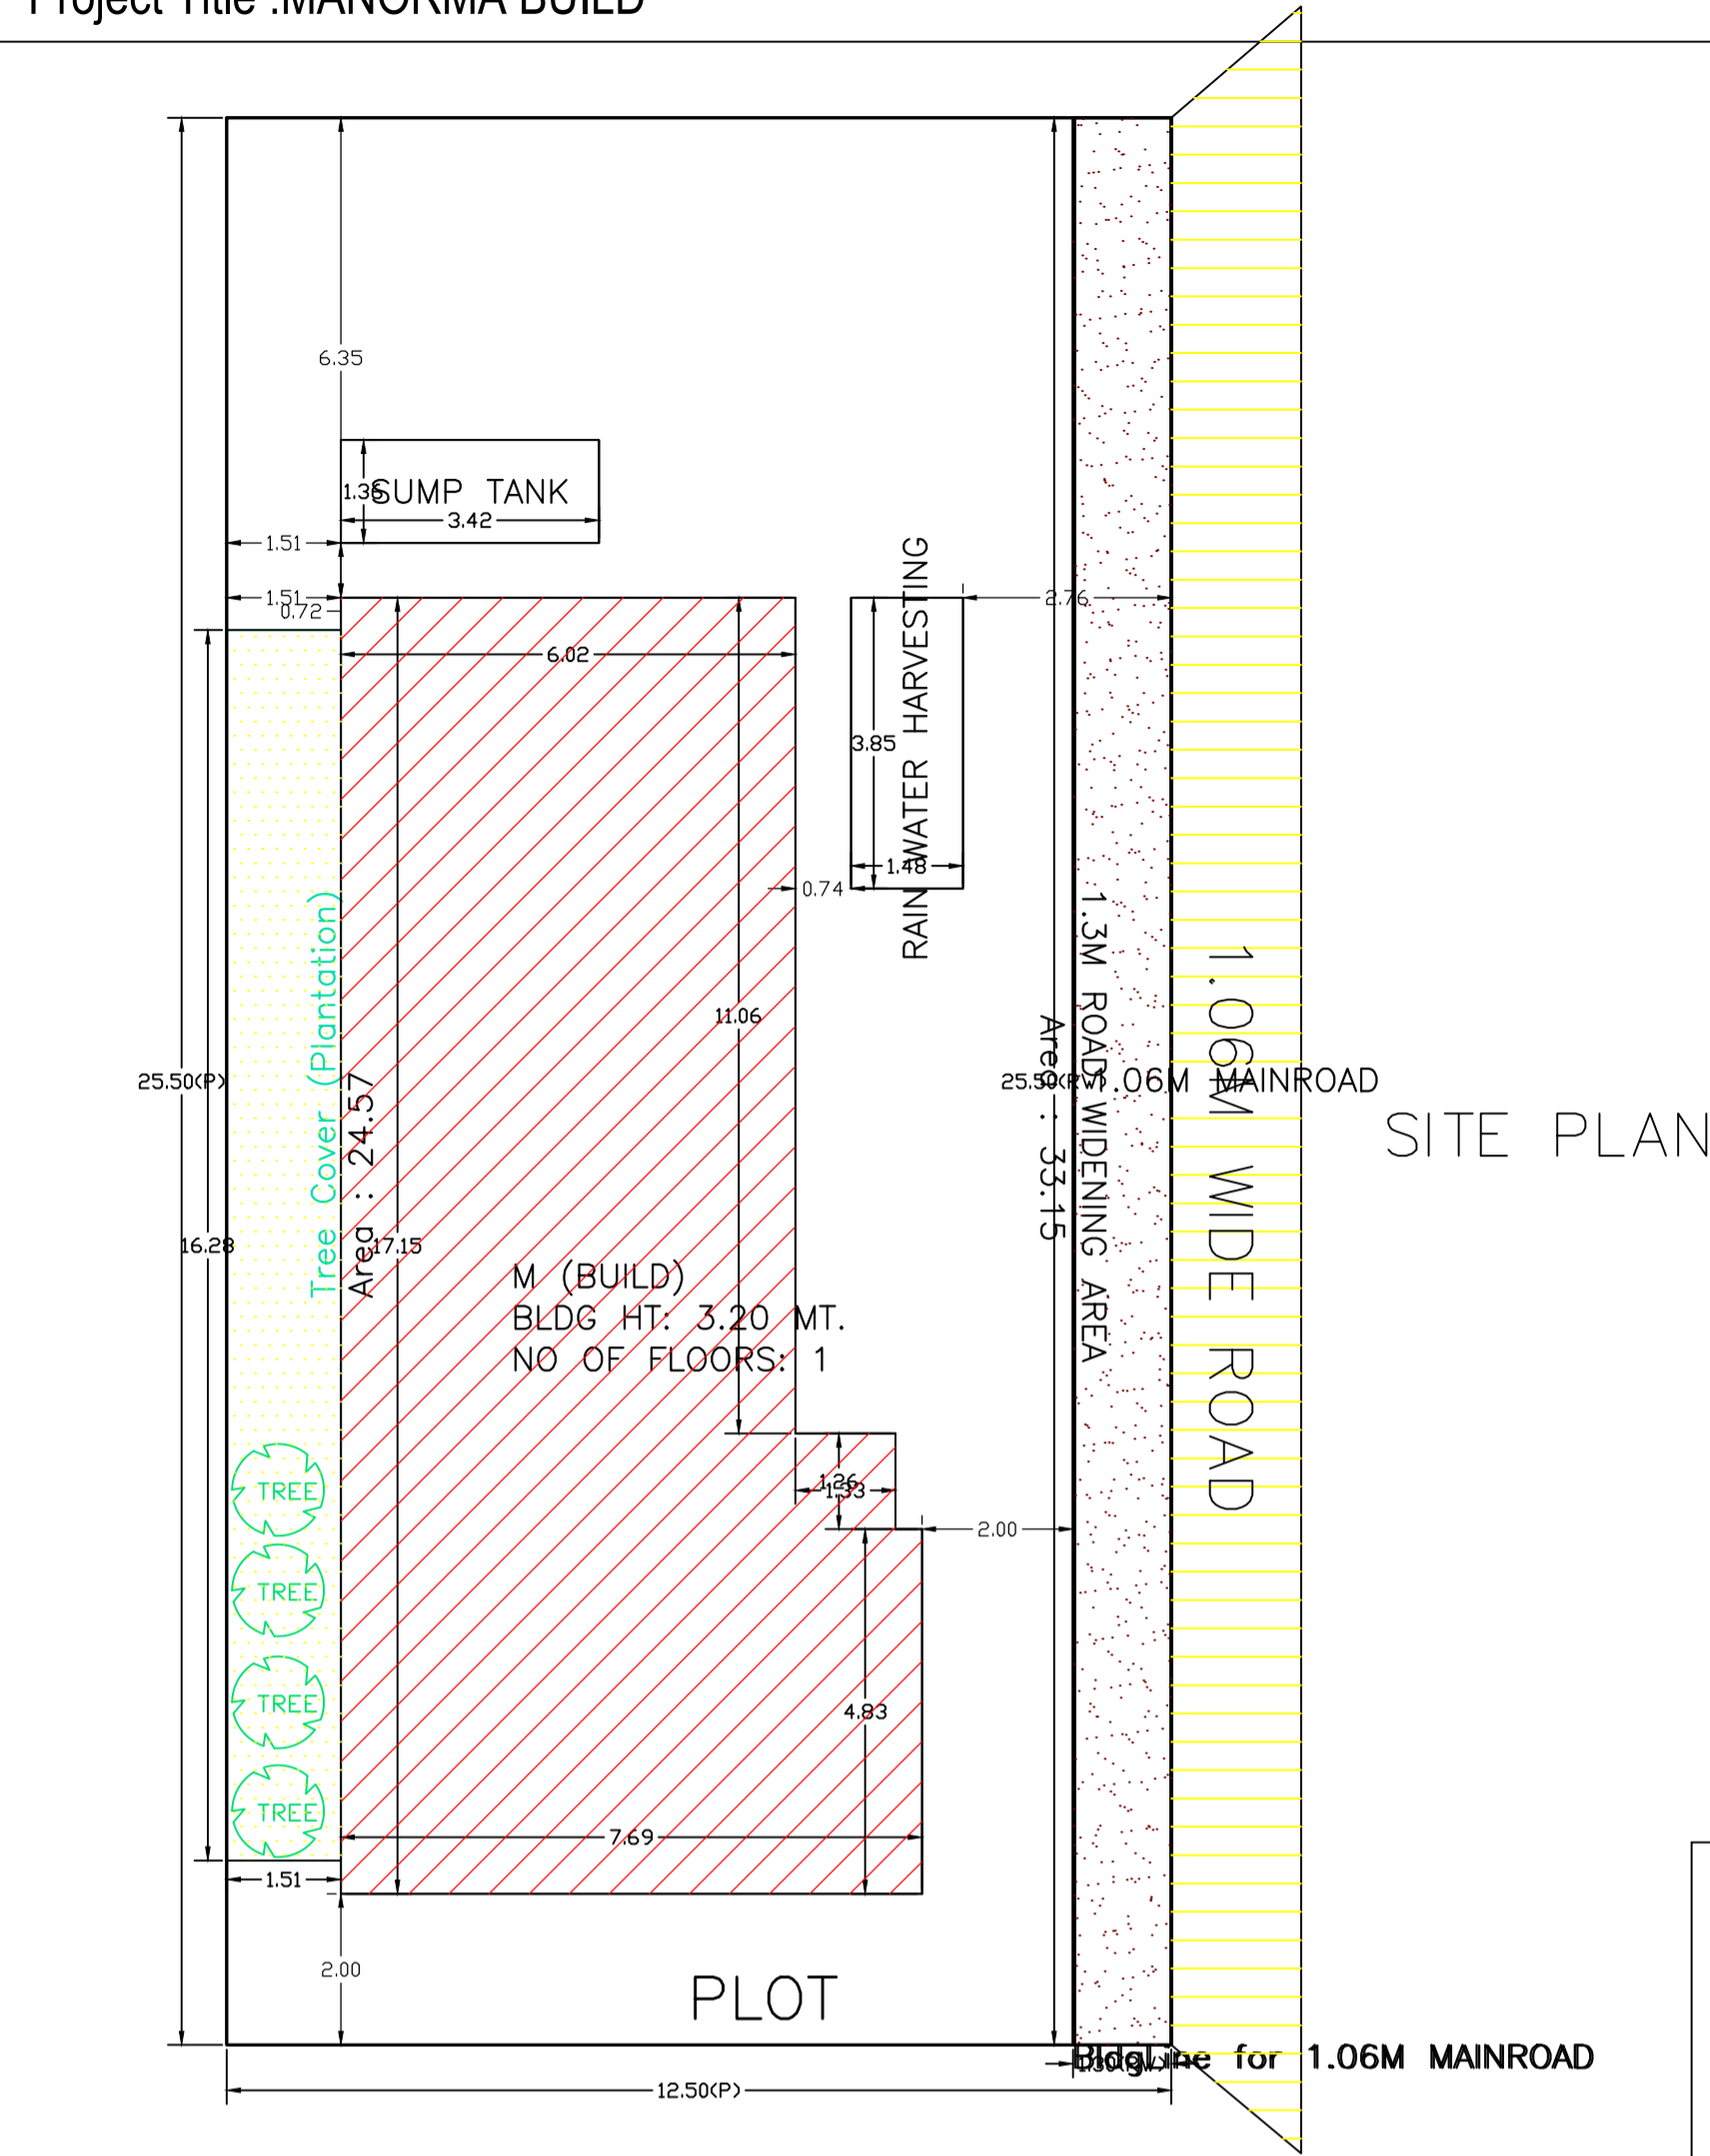 Project Title :MANORMA BUILD
6.35
1.36
SUMP TANK
3.42
1.51
1.51
0.72
2.76
6.02
RAIN WATER HARVESTING
3.85
1.48
0.74
11.06
1.3M ROAD WIDENING AREA
Area : 33.15
1.06M WIDE ROAD
25.50(P)
25.50(RW)
1.06M MAINROAD
SITE PLAN
Tree Cover (Plantation)
Area : 24.57
16.28
17.15
M (BUILD)
BLDG HT: 3.20 MT.
NO OF FLOORS: 1
1.26
1.33
2.00
TREE
TREE
TREE
TREE
4.83
7.69
1.51
2.00
PLOT
BldgLine for 1.06M MAINROAD
1.30(RW)
12.50(P)